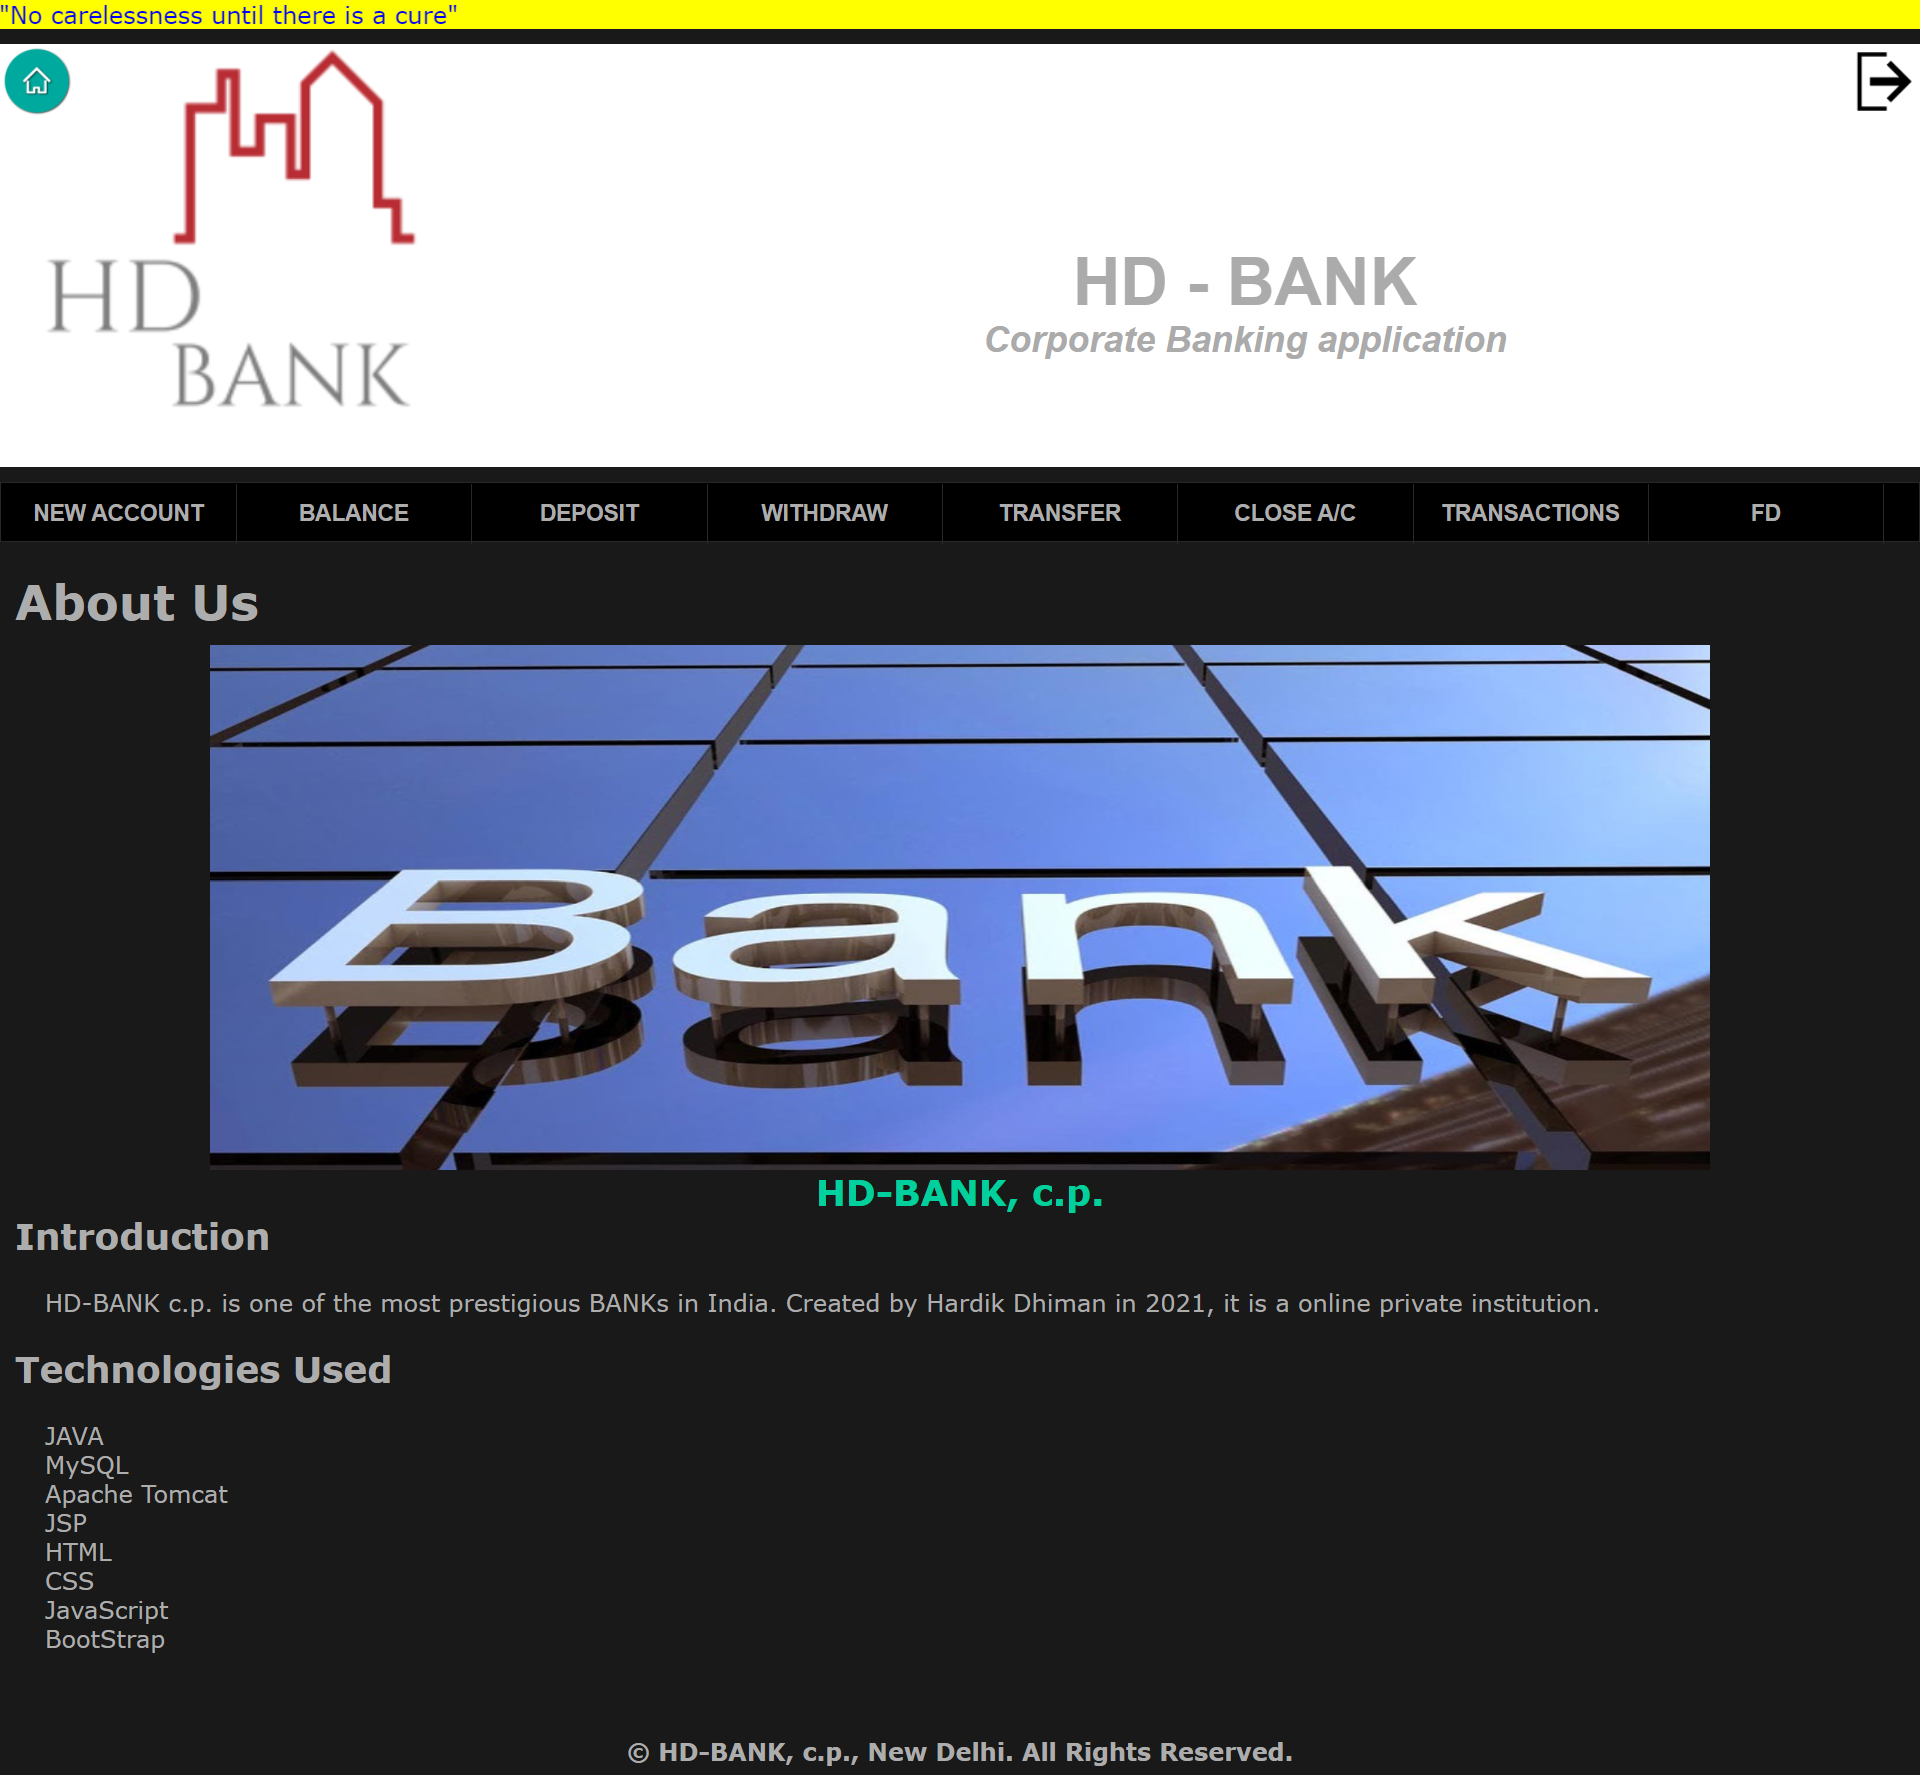 "No carelessness until there is a cure"
HD
BANK
HD - BANK
Corporate Banking application
NEW ACCOUNT BALANCE DEPOSIT WITHDRAW TRANSFER CLOSE A/C TRANSACTIONS FD
About Us
Bank
HD-BANK, c.p.
Introduction
HD-BANK c.p. is one of the most prestigious BANKs in India. Created by Hardik Dhiman in 2021, it is a online private institution.
Technologies Used
JAVA
MySQL
Apache Tomcat
JSP
HTML
CSS
JavaScript
BootStrap
© HD-BANK, c.p., New Delhi. All Rights Reserved.